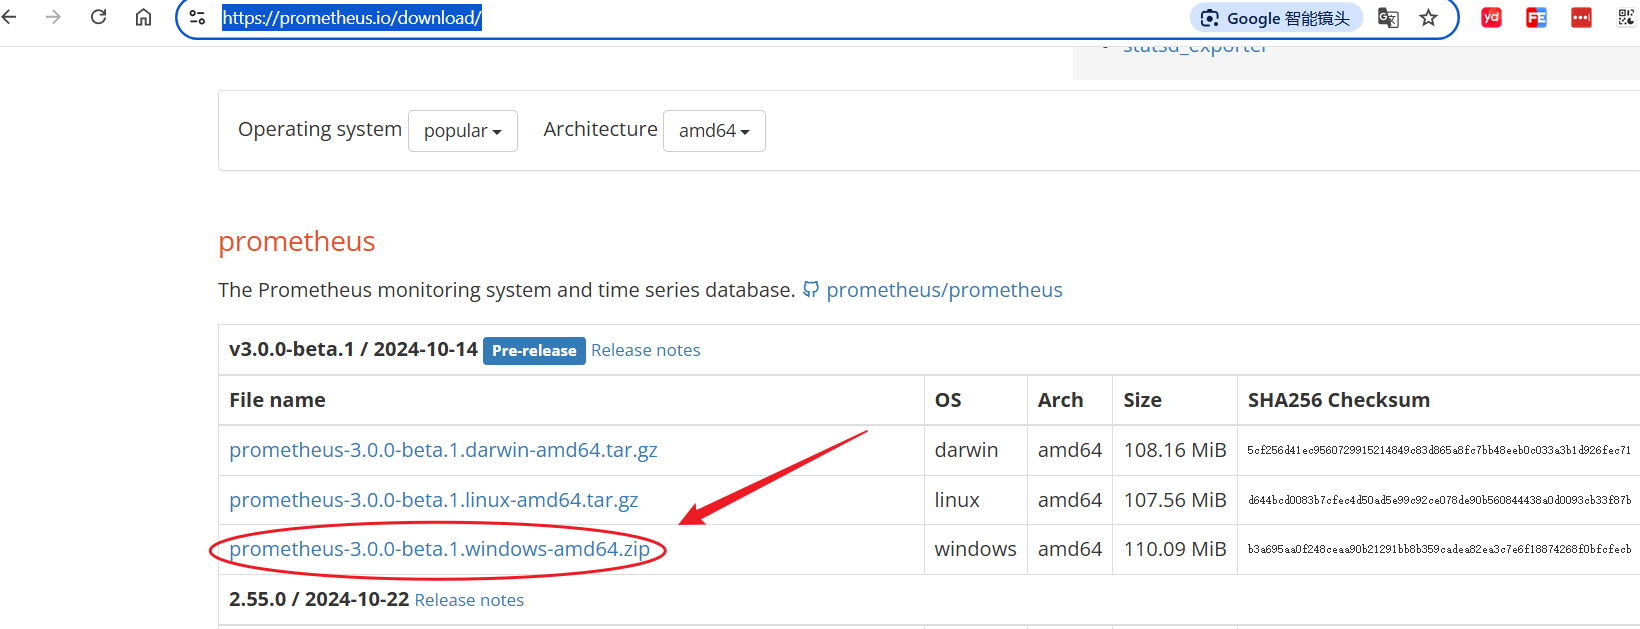 https://prometheus.io/download/
Google 智能镜头
yd
FE
statsd_exporter
Operating system popular Architecture amd64
prometheus
The Prometheus monitoring system and time series database. prometheus/prometheus
v3.0.0-beta.1 / 2024-10-14 Pre-release Release notes
File name OS Arch Size SHA256 Checksum
prometheus-3.0.0-beta.1.darwin-amd64.tar.gz darwin amd64 108.16 MiB 5cf256d41ec9560729915214849c83d865a8fc7bb48eeb0c033a3b1d926fec71
prometheus-3.0.0-beta.1.linux-amd64.tar.gz linux amd64 107.56 MiB d644bcd0083b7cfec4d50ad5e99c92ce078de90b560844438a0d0093cb33f87b
prometheus-3.0.0-beta.1.windows-amd64.zip windows amd64 110.09 MiB b3a695aa0f248ceaa90b21291bb8b359cadea82ea3c7e6f18874268f0bfcfecb
2.55.0 / 2024-10-22 Release notes